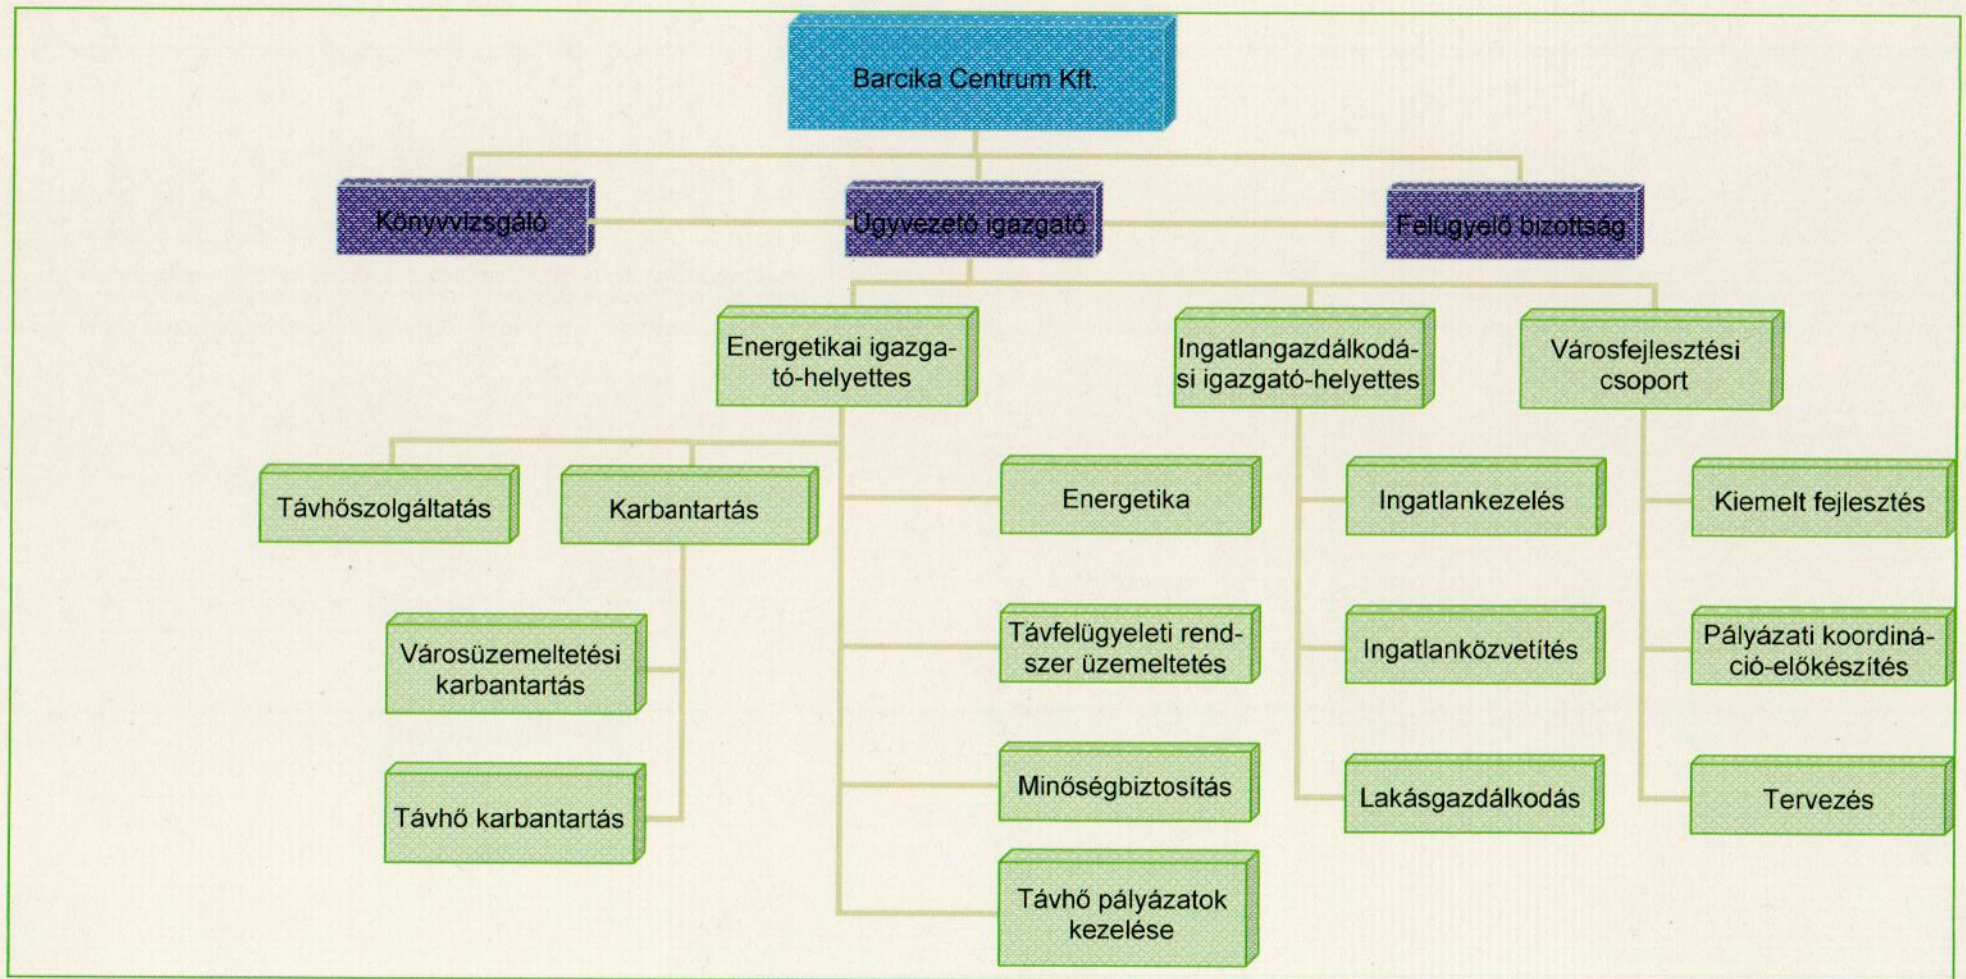 Barcika Centrum Kft.
Könyvvizsgáló
Ügyvezető igazgató
Felügyelő bizottság
Energetikai igazga-
tó-helyettes
Ingatlangazdálkodá-
si igazgató-helyettes
Városfejlesztési
csoport
Távhőszolgáltatás
Karbantartás
Energetika
Ingatlankezelés
Kiemelt fejlesztés
Városüzemeltetési
karbantartás
Távfelügyeleti rend-
szer üzemeltetés
Ingatlanközvetítés
Pályázati koordiná-
ció-előkészítés
Távhő karbantartás
Minőségbiztosítás
Lakásgazdálkodás
Tervezés
Távhő pályázatok
kezelése